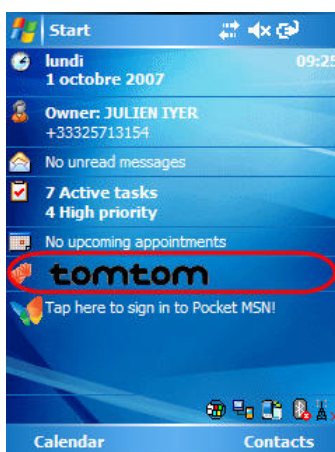 Start
lundi
09:25
1 octobre 2007
Owner: JULIEN IYER
+33325713154
No unread messages
7 Active tasks
4 High priority
No upcoming appointments
tomtom
Tap here to sign in to Pocket MSN!
Calendar
Contacts